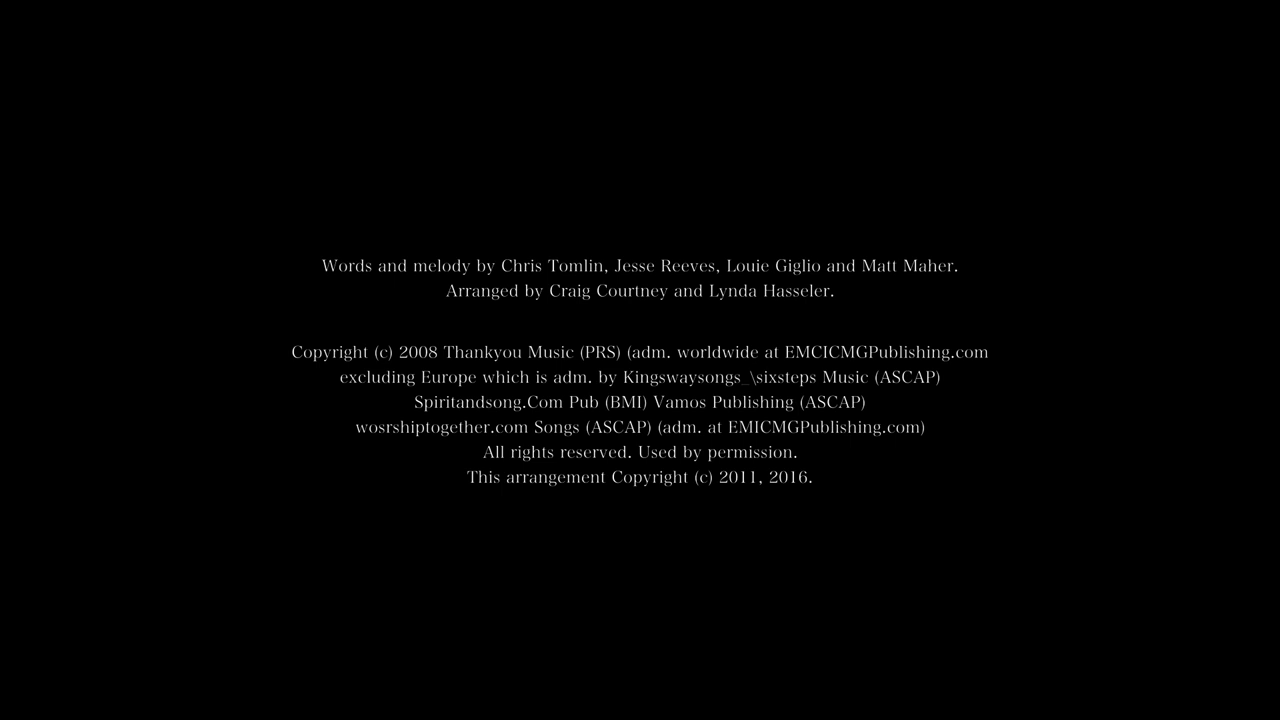 Words and melody by Chris Tomlin, Jesse Reeves, Louie Giglio and Matt Maher.
Arranged by Craig Courtney and Lynda Hasseler.
Copyright (c) 2008 Thankyou Music (PRS) (adm. worldwide at EMCICMGPublishing.com
excluding Europe which is adm. by Kingswaysongs_\sixsteps Music (ASCAP)
Spiritandsong.Com Pub (BMI) Vamos Publishing (ASCAP)
wosrshiptogether.com Songs (ASCAP) (adm. at EMICMGPublishing.com)
All rights reserved. Used by permission.
This arrangement Copyright (c) 2011, 2016.